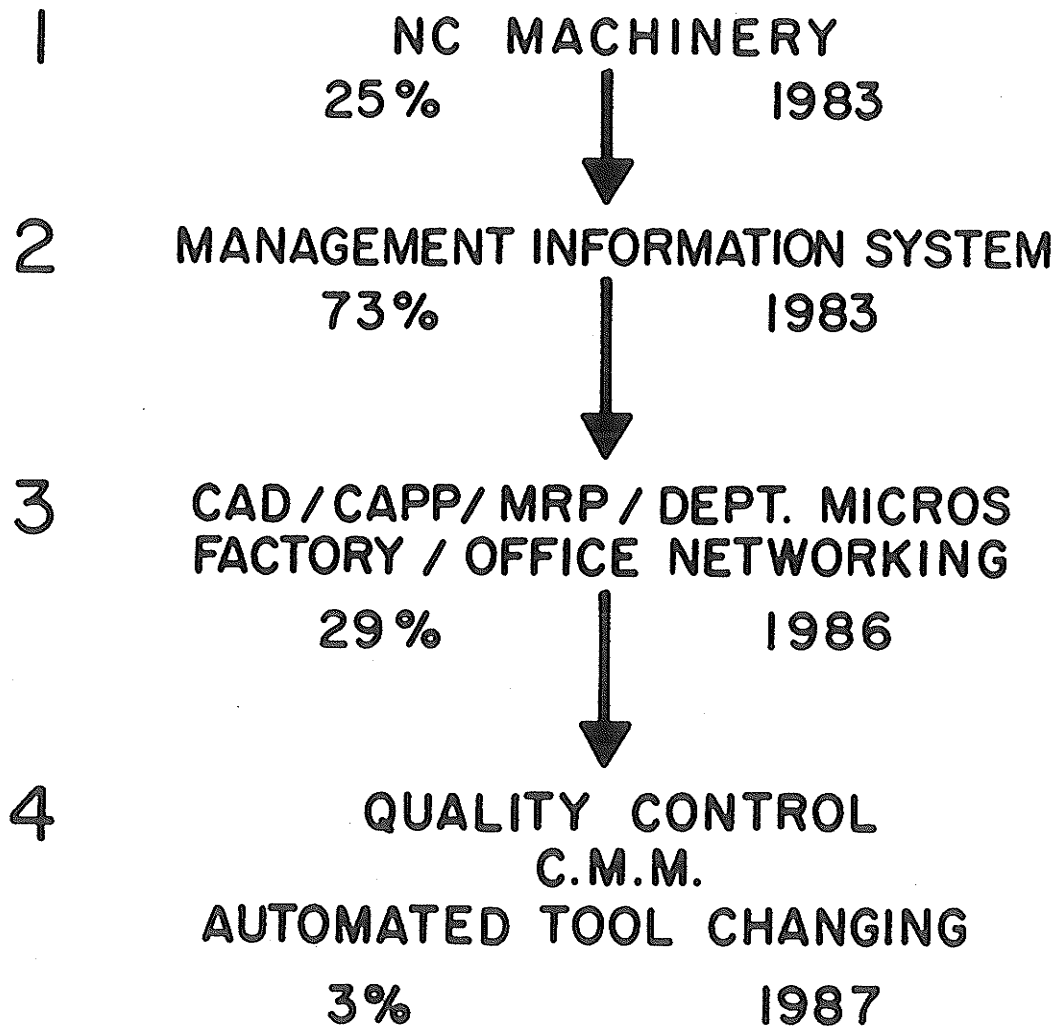 1 NC MACHINERY
25% 1983
2 MANAGEMENT INFORMATION SYSTEM
73% 1983
3 CAD/CAPP/MRP/DEPT. MICROS
FACTORY/OFFICE NETWORKING
29% 1986
4 QUALITY CONTROL
C.M.M.
AUTOMATED TOOL CHANGING
3% 1987